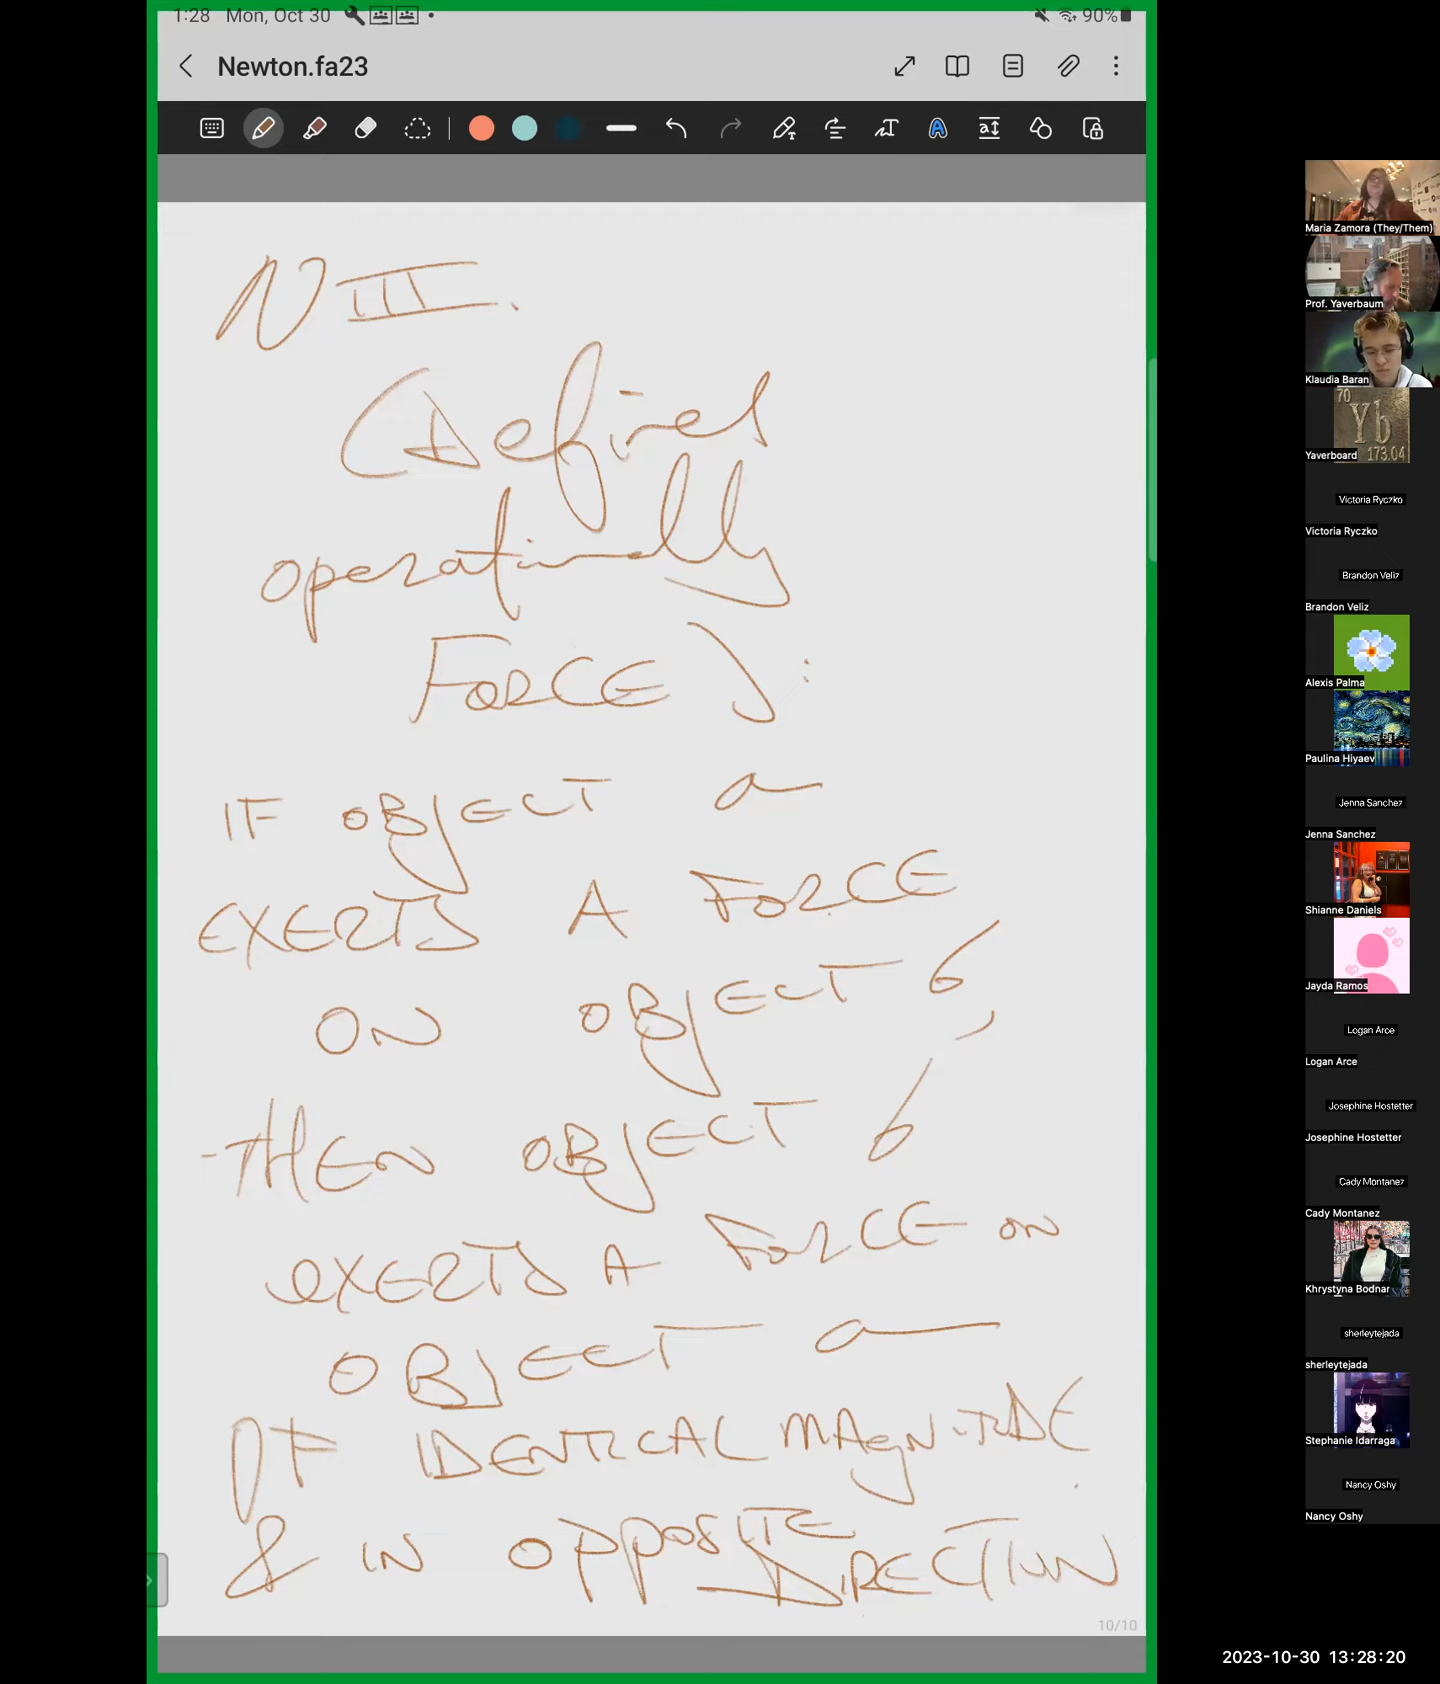 1:28 Mon, Oct 30
90%
Newton.fa23
N III.
(Defines
operationally
FORCE):
IF OBJECT a
EXERTS A FORCE
ON OBJECT b,
THEN OBJECT b
EXERTS A FORCE ON
OBJECT a
OF IDENTICAL MAGNITUDE
& IN OPPOSITE
DIRECTION
10/10
Maria Zamora (They/Them)
Prof. Yaverbaum
Klaudia Baran
70
Yb
173.04
Yaverboard
Victoria Ryczko
Victoria Ryczko
Brandon Veliz
Brandon Veliz
Alexis Palma
Paulina Hiyaev
Jenna Sanchez
Jenna Sanchez
Shianne Daniels
Jayda Ramos
Logan Arce
Logan Arce
Josephine Hostetter
Josephine Hostetter
Cady Montanez
Cady Montanez
Khrystyna Bodnar
sherleytejada
sherleytejada
Stephanie Idarraga
Nancy Oshy
Nancy Oshy
2023-10-30 13:28:20